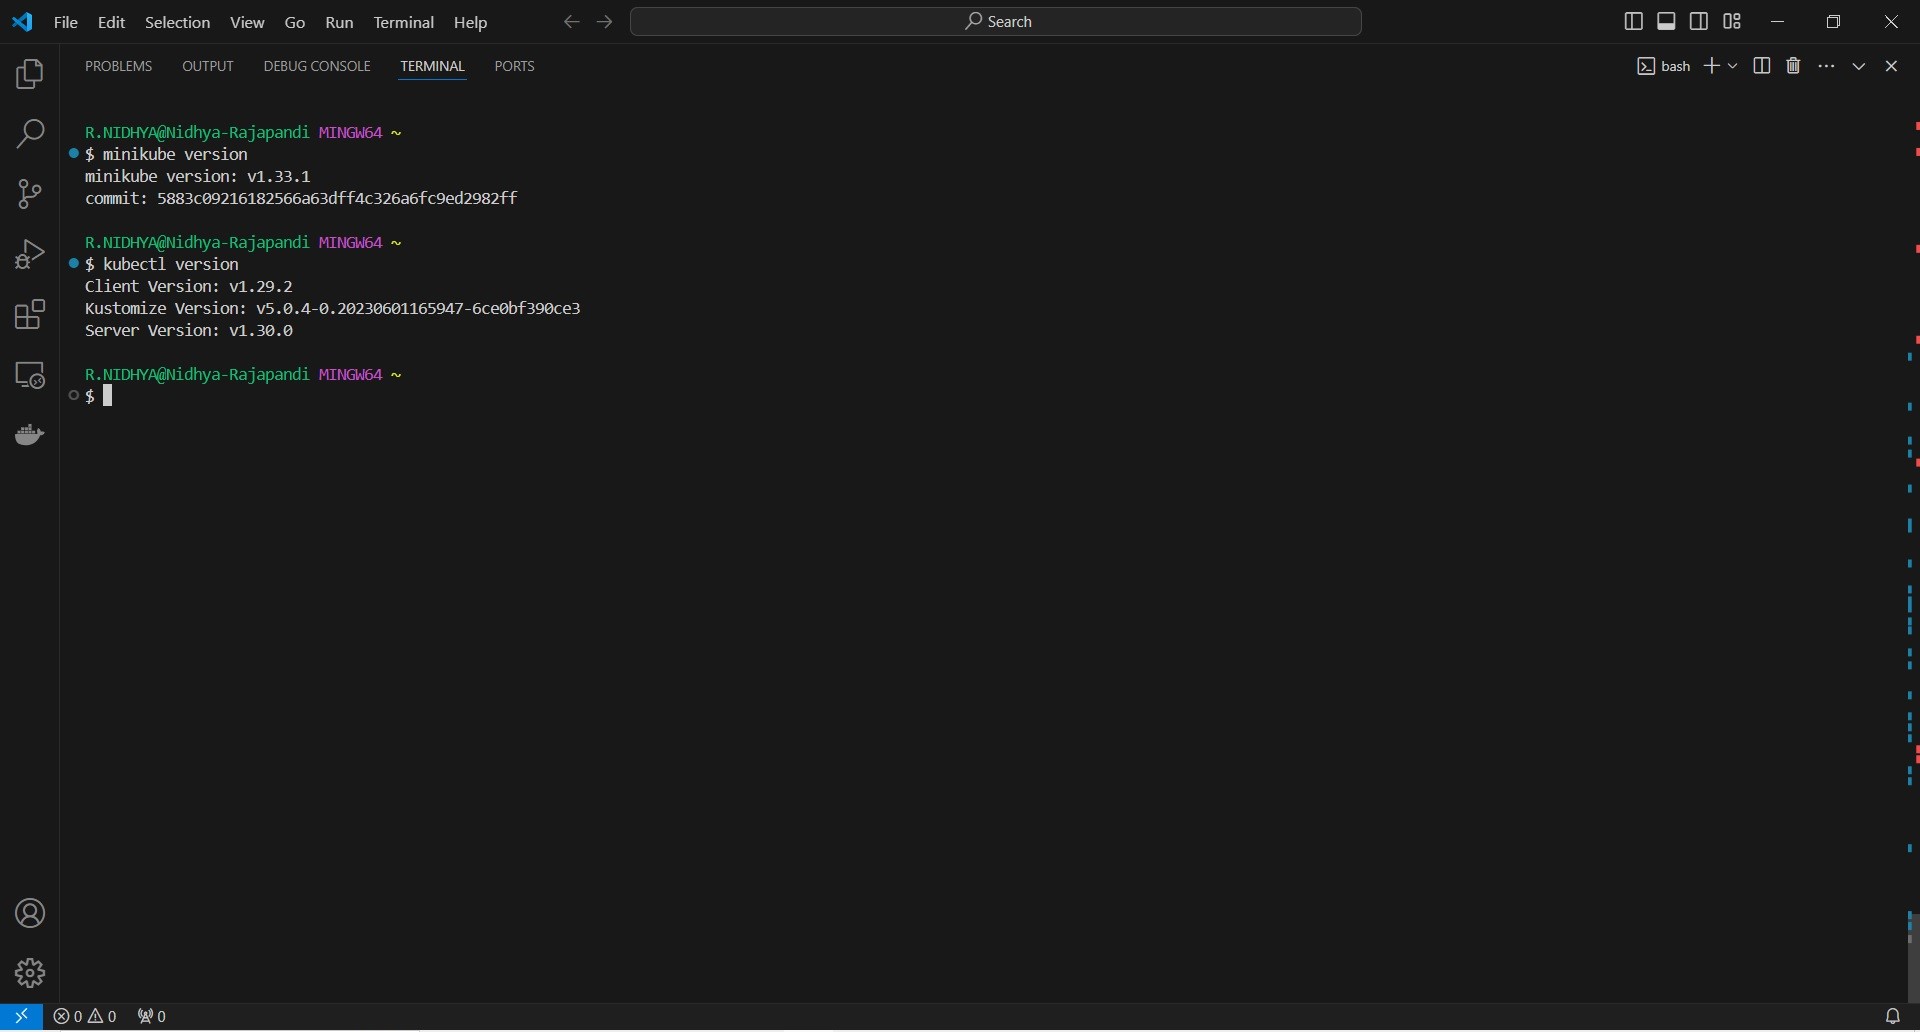 File Edit Selection View Go Run Terminal Help Search
PROBLEMS OUTPUT DEBUG CONSOLE TERMINAL PORTS bash
R.NIDHYA@Nidhya-Rajapandi MINGW64 ~
$ minikube version
minikube version: v1.33.1
commit: 5883c09216182566a63dff4c326a6fc9ed2982ff
R.NIDHYA@Nidhya-Rajapandi MINGW64 ~
$ kubectl version
Client Version: v1.29.2
Kustomize Version: v5.0.4-0.20230601165947-6ce0bf390ce3
Server Version: v1.30.0
R.NIDHYA@Nidhya-Rajapandi MINGW64 ~
$
0 0 0